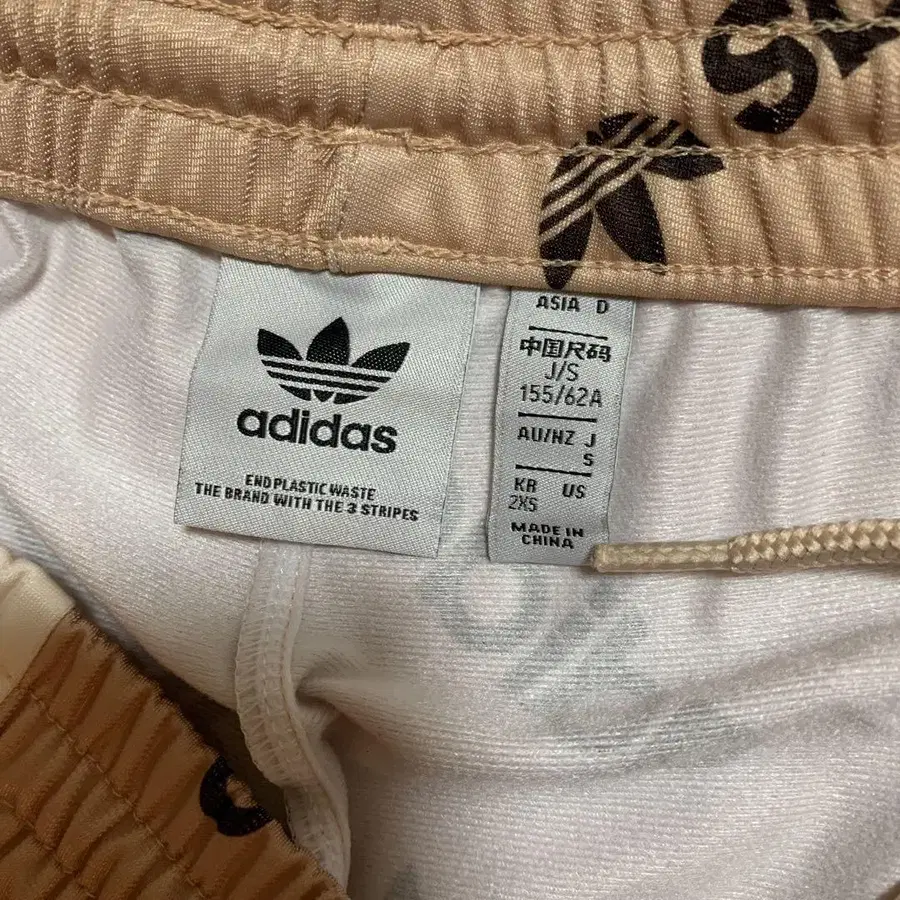 adidas
END PLASTIC WASTE
THE BRAND WITH THE 3 STRIPES
ASIA D
中国尺码
J/S
155/62A
AU/NZ J
S
KR US
2XS
MADE IN
CHINA